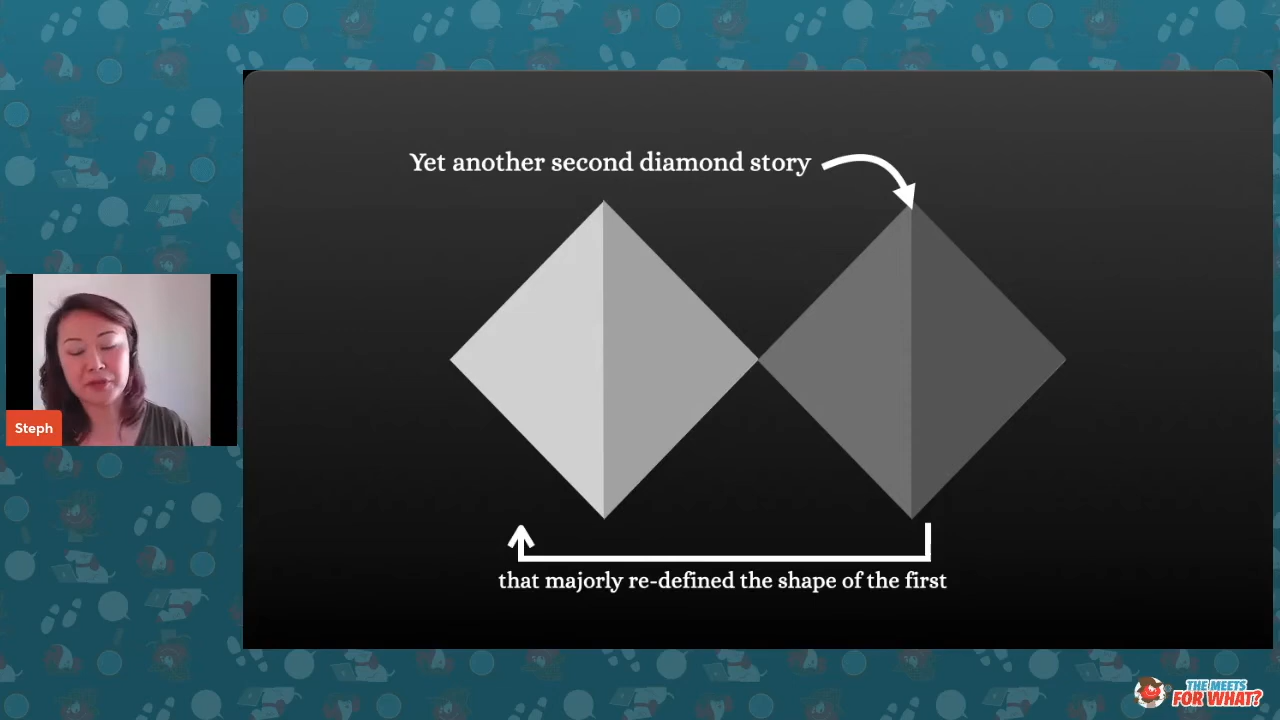 Yet another second diamond story
Steph
that majorly re-defined the shape of the first
THE MEETS
FOR WHAT?